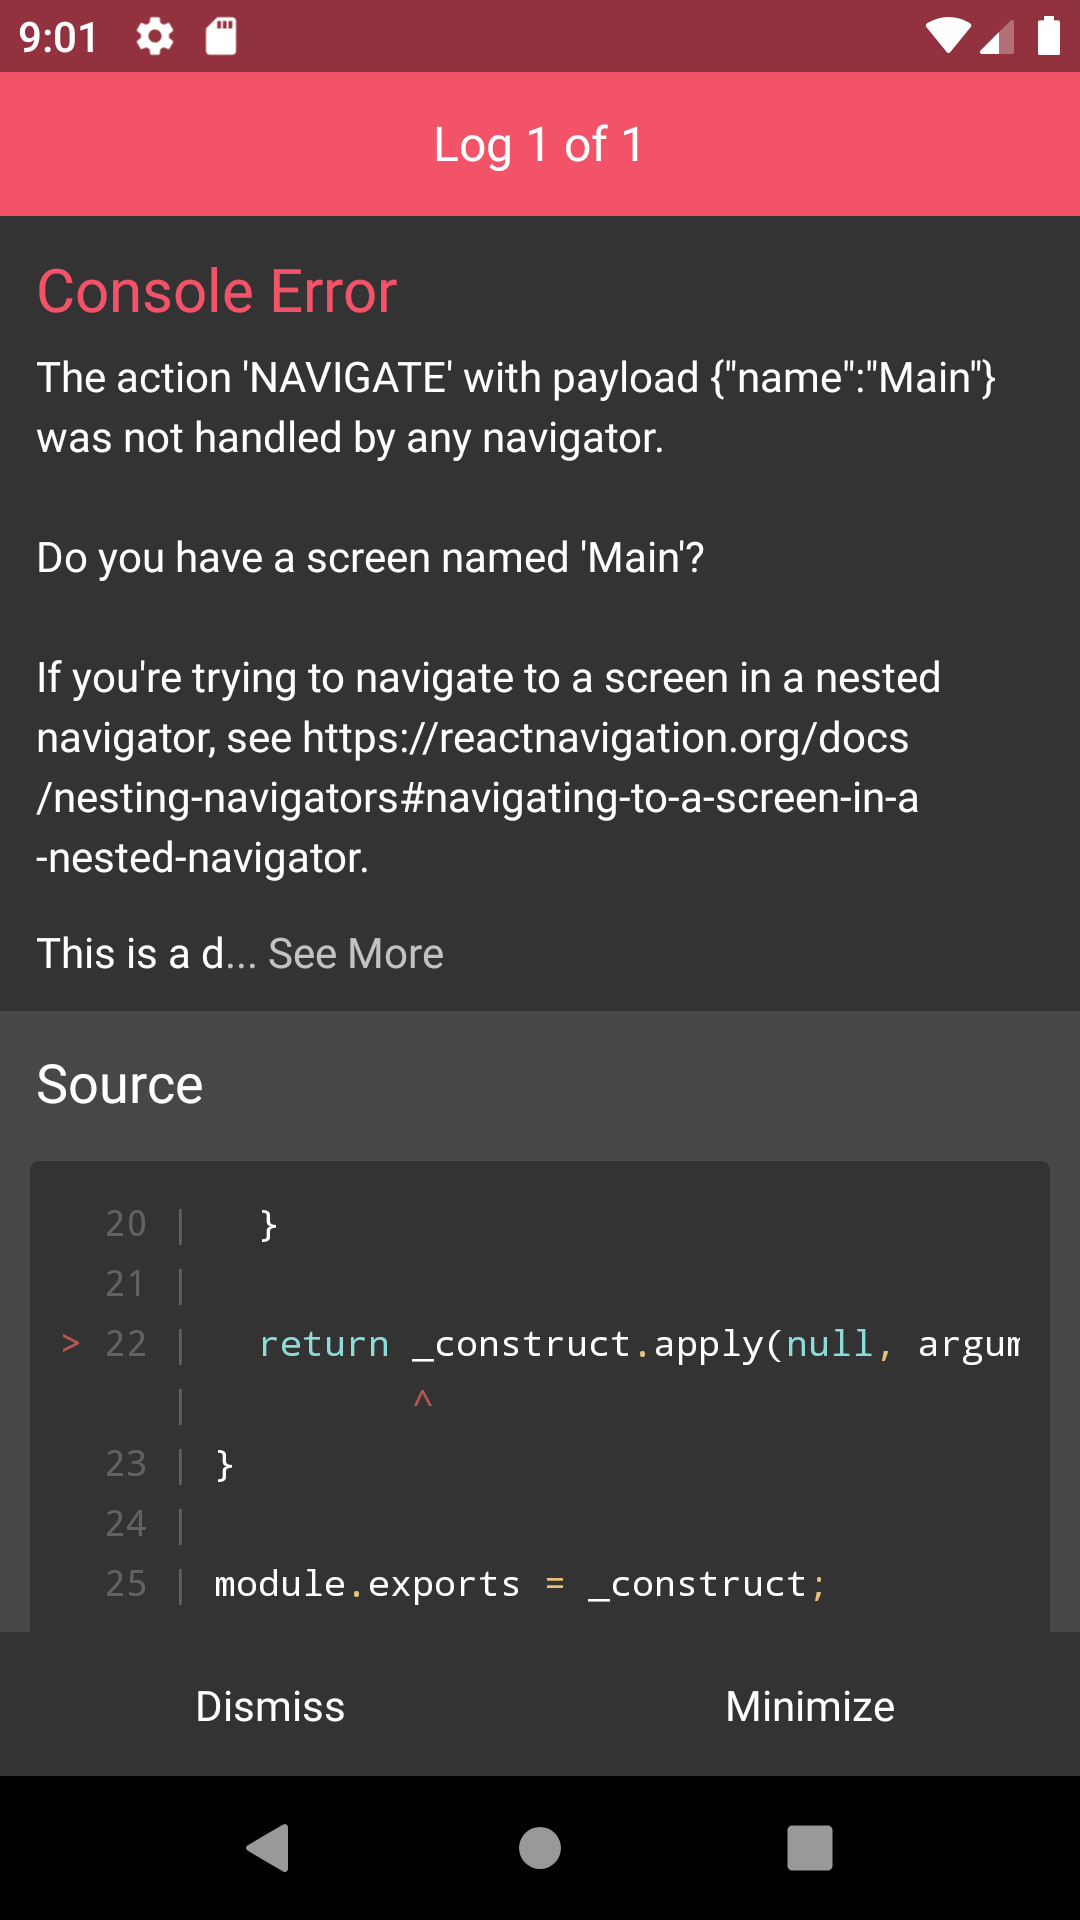 9:01
Log 1 of 1
Console Error
The action 'NAVIGATE' with payload {"name":"Main"}
was not handled by any navigator.
Do you have a screen named 'Main'?
If you're trying to navigate to a screen in a nested
navigator, see https://reactnavigation.org/docs
/nesting-navigators#navigating-to-a-screen-in-a
-nested-navigator.
This is a d... See More
Source
20 |   }
21 |
> 22 |   return _construct.apply(null, argum
|          ^
23 | }
24 |
25 | module.exports = _construct;
Dismiss
Minimize